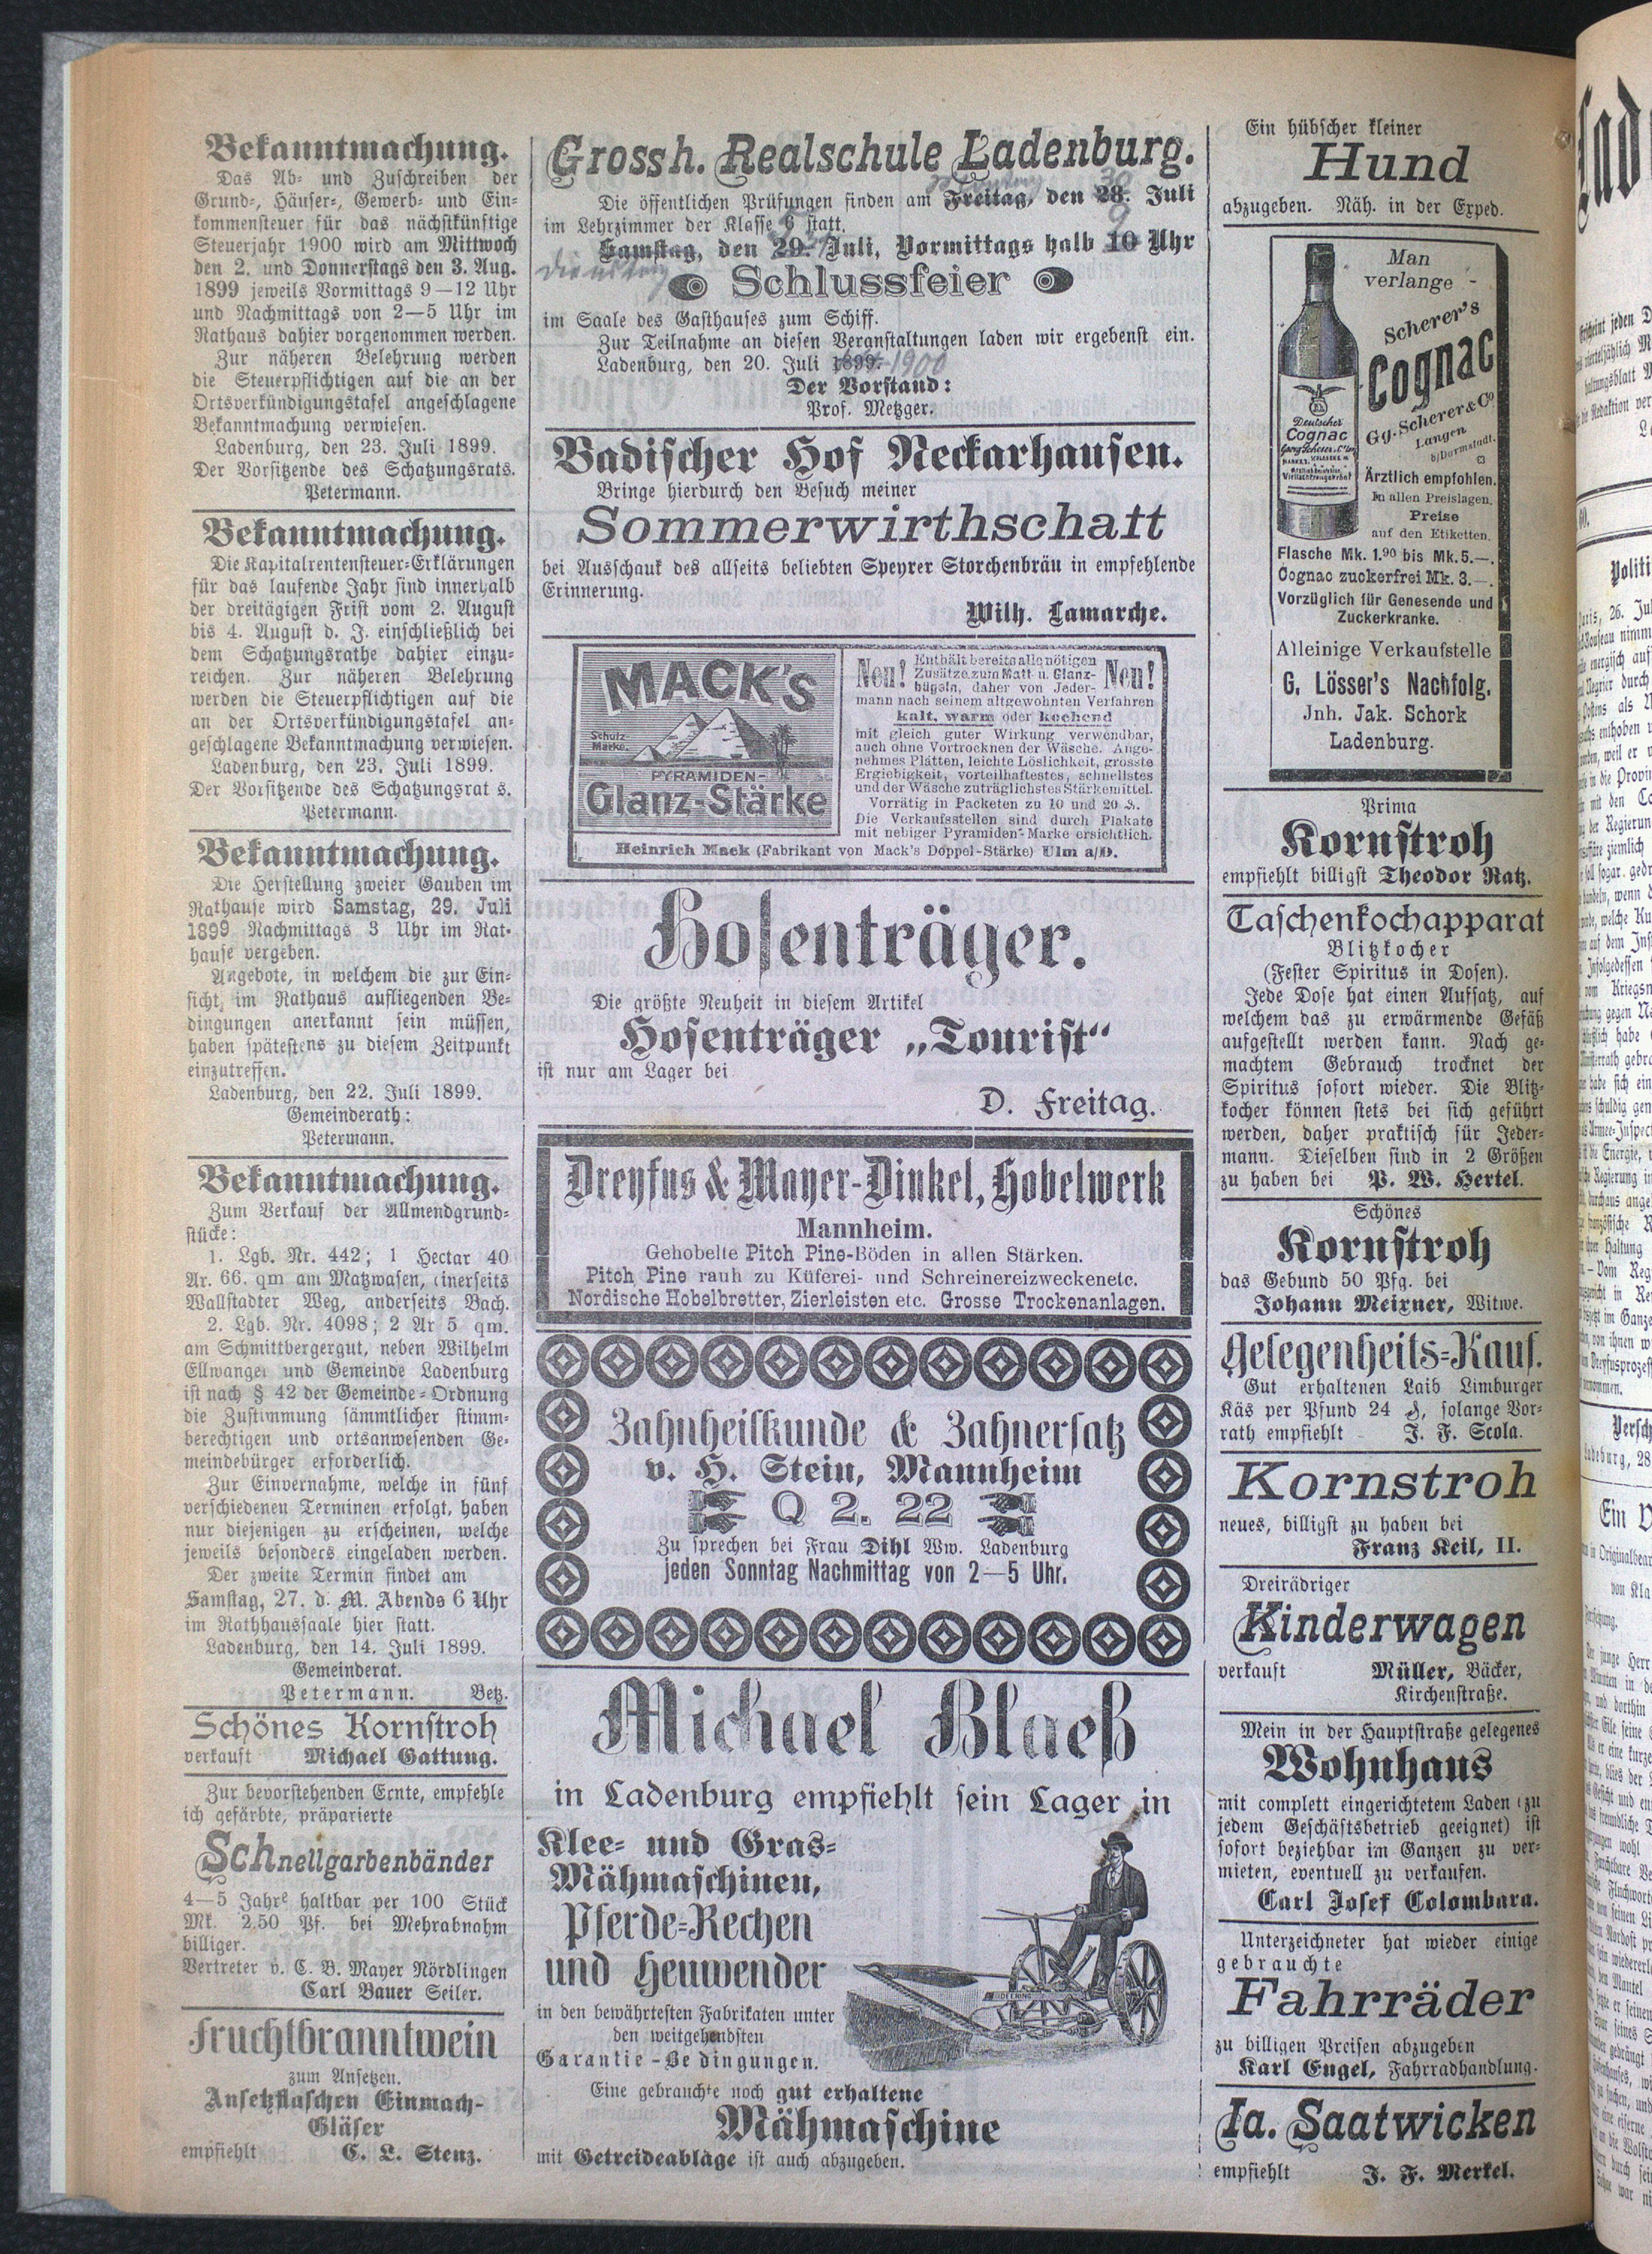 Bekanntmachung.
Das Ab- und Zuschreiben der
Grund-, Häuser-, Gewerb- und Ein-
kommensteuer für das nächstkünftige
Steuerjahr 1900 wird am Mittwoch
den 2. und Donnerstags den 3. Aug.
1899 jeweils Vormittags 9—12 Uhr
und Nachmittags von 2—5 Uhr im
Rathaus dahier vorgenommen werden.
Zur näheren Belehrung werden
die Steuerpflichtigen auf die an der
Ortsverkündigungstafel angeschlagene
Bekanntmachung verwiesen.
Ladenburg, den 23. Juli 1899.
Der Vorsitzende des Schatzungsrats.
Petermann.
Bekanntmachung.
Die Kapitalrentensteuer-Erklärungen
für das laufende Jahr sind innerhalb
der dreitägigen Frist vom 2. August
bis 4. August d. J. einschließlich bei
dem Schatzungsrathe dahier einzu-
reichen. Zur näheren Belehrung
werden die Steuerpflichtigen auf die
an der Ortsverkündigungstafel an-
geschlagene Bekanntmachung verwiesen.
Ladenburg, den 23. Juli 1899.
Der Vorsitzende des Schatzungsrat s.
Petermann.
Bekanntmachung.
Die Herstellung zweier Gauben im
Rathause wird Samstag, 29. Juli
1899 Nachmittags 3 Uhr im Rat-
hause vergeben.
Angebote, in welchem die zur Ein-
sicht, im Rathaus aufliegenden Be-
dingungen anerkannt sein müssen,
haben spätestens zu diesem Zeitpunkt
einzutreffen.
Ladenburg, den 22. Juli 1899.
Gemeinderath:
Petermann.
Bekanntmachung.
Zum Verkauf der Allmendgrund-
stücke:
1. Lgb. Nr. 442; 1 Hectar 40
Ar. 66. qm am Matzwasen, einerseits
Wallstadter Weg, anderseits Bach.
2. Lgb. Nr. 4098; 2 Ar 5 qm.
am Schmittbergergut, neben Wilhelm
Ellwanger und Gemeinde Ladenburg
ist nach § 42 der Gemeinde-Ordnung
die Zustimmung sämmtlicher stimm-
berechtigen und ortsanwesenden Ge-
meindebürger erforderlich.
Zur Einvernahme, welche in fünf
verschiedenen Terminen erfolgt, haben
nur diejenigen zu erscheinen, welche
jeweils besonders eingeladen werden.
Der zweite Termin findet am
Samstag, 27. d. M. Abends 6 Uhr
im Rathhaussaale hier statt.
Ladenburg, den 14. Juli 1899.
Gemeinderat.
Petermann. Betz.
Schönes Kornstroh
verkauft Michael Gattung.
Zur bevorstehenden Ernte, empfehle
ich gefärbte, präparierte
Schnellgarbenbänder
4—5 Jahre haltbar per 100 Stück
Mk. 2.50 Pf. bei Mehrabnahm
billiger.
Vertreter v. C. B. Mayer Nördlingen
Carl Bauer Seiler.
Fruchtbranntwein
zum Ansetzen.
Ansetzflaschen Einmach-
Gläser
empfiehlt C. L. Stenz.
Grossh. Realschule Ladenburg.
Montag 30
Die öffentlichen Prüfungen finden am Freitag, den 28. Juli
im Lehrzimmer der Klasse 6 statt.
9
Samstag, den 29. Juli, Vormittags halb 10 Uhr
Dienstag
Schlussfeier
im Saale des Gasthauses zum Schiff.
Zur Teilnahme an diesen Veranstaltungen laden wir ergebenst ein.
Ladenburg, den 20. Juli 1899. 1900
Der Vorstand:
Prof. Metzger.
Badischer Hof Neckarhausen.
Bringe hierdurch den Besuch meiner
Sommerwirthschatt
bei Ausschank des allseits beliebten Speyrer Storchenbräu in empfehlende
Erinnerung.
Wilh. Lamarche.
MACK'S
Schutz-
Marke.
PYRAMIDEN-
Glanz-Stärke
Neu! Enthält bereits alle nötigen Neu!
Zusätze zum Matt- u. Glanz-
bügeln, daher von Jeder-
mann nach seinem altgewohnten Verfahren
kalt, warm oder kochend
mit gleich guter Wirkung verwendbar,
auch ohne Vortrocknen der Wäsche. Ange-
nehmes Plätten, leichte Löslichkeit, grösste
Ergiebigkeit, vorteilhaftestes, schnellstes
und der Wäsche zuträglichstes Stärkemittel.
Vorrätig in Packeten zu 10 und 20 ₰.
Die Verkaufsstellen sind durch Plakate
mit nebiger Pyramiden-Marke ersichtlich.
Heinrich Mack (Fabrikant von Mack's Doppel-Stärke) Ulm a/D.
Hosenträger.
Die größte Neuheit in diesem Artikel
Hosenträger „Tourist“
ist nur am Lager bei
D. Freitag.
Dreyfus & Mayer-Dinkel, Hobelwerk
Mannheim.
Gehobelte Pitch Pine-Böden in allen Stärken.
Pitch Pine rauh zu Küferei- und Schreinereizwecken etc.
Nordische Hobelbretter, Zierleisten etc. Grosse Trockenanlagen.
Zahnheilkunde & Zahnersatz
v. H. Stein, Mannheim
Q 2. 22
Zu sprechen bei Frau Dihl Ww. Ladenburg
jeden Sonntag Nachmittag von 2—5 Uhr.
Michael Blaeß
in Ladenburg empfiehlt sein Lager in
Klee- und Gras-
Mähmaschinen,
Pferde-Rechen
und Heuwender
in den bewährtesten Fabrikaten unter
den weitgehendsten
Garantie-Bedingungen.
DEERING
Eine gebrauchte noch gut erhaltene
Mähmaschine
mit Getreideablage ist auch abzugeben.
Ein hübscher kleiner
Hund
abzugeben. Näh. in der Exped.
Man
verlange -
Scherer's
Cognac
Gg. Scherer & Co
Langen
b/Darmstadt.
Deutscher
Cognac
Ärztlich empfohlen.
In allen Preislagen.
Preise
auf den Etiketten.
Flasche Mk. 1.90 bis Mk. 5.—.
Cognac zuckerfrei Mk. 3.—.
Vorzüglich für Genesende und
Zuckerkranke.
Alleinige Verkaufstelle
G. Lösser's Nachfolg.
Jnh. Jak. Schork
Ladenburg.
Prima
Kornstroh
empfiehlt billigst Theodor Ratz.
Taschenkochapparat
Blitzkocher
(Fester Spiritus in Dosen).
Jede Dose hat einen Aufsatz, auf
welchem das zu erwärmende Gefäß
aufgestellt werden kann. Nach ge-
machtem Gebrauch trocknet der
Spiritus sofort wieder. Die Blitz-
kocher können stets bei sich geführt
werden, daher praktisch für Jeder-
mann. Dieselben sind in 2 Größen
zu haben bei P. W. Hertel.
Schönes
Kornstroh
das Gebund 50 Pfg. bei
Johann Meixner, Witwe.
Gelegenheits-Kauf.
Gut erhaltenen Laib Limburger
Käs per Pfund 24 ₰, solange Vor-
rath empfiehlt J. F. Scola.
Kornstroh
neues, billigst zu haben bei
Franz Keil, II.
Dreirädriger
Kinderwagen
verkauft Müller, Bäcker,
Kirchenstraße.
Mein in der Hauptstraße gelegenes
Wohnhaus
mit complett eingerichtetem Laden (zu
jedem Geschäftsbetrieb geeignet) ist
sofort beziehbar im Ganzen zu ver-
mieten, eventuell zu verkaufen.
Carl Josef Colombara.
Unterzeichneter hat wieder einige
gebrauchte
Fahrräder
zu billigen Preisen abzugeben
Karl Engel, Fahrradhandlung.
Ia. Saatwicken
empfiehlt J. F. Merkel.